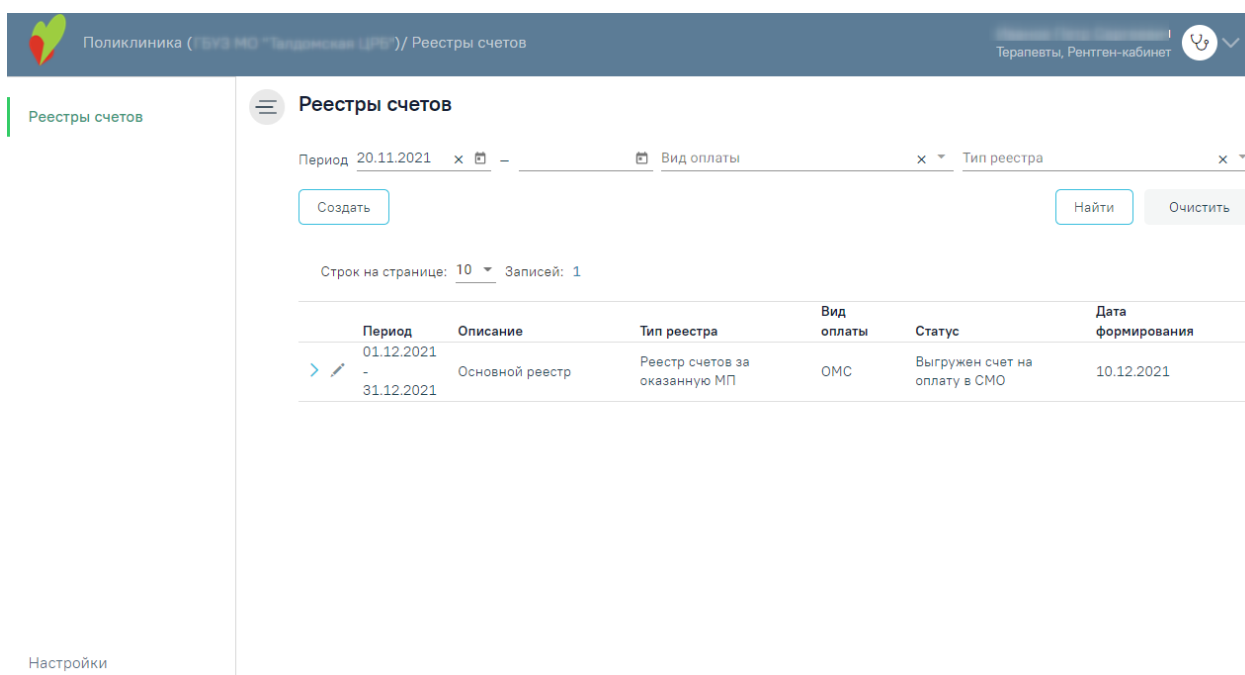 Поликлиника ( )/ Реестры счетов
Терапевты, Рентген-кабинет
Реестры счетов
Реестры счетов
Период 20.11.2021 × – Вид оплаты × Тип реестра ×
Создать Найти Очистить
Строк на странице: 10 Записей: 1
Вид Дата
Период Описание Тип реестра оплаты Статус формирования
01.12.2021
- 
31.12.2021
Основной реестр
Реестр счетов за
оказанную МП
ОМС
Выгружен счет на
оплату в СМО
10.12.2021
Настройки